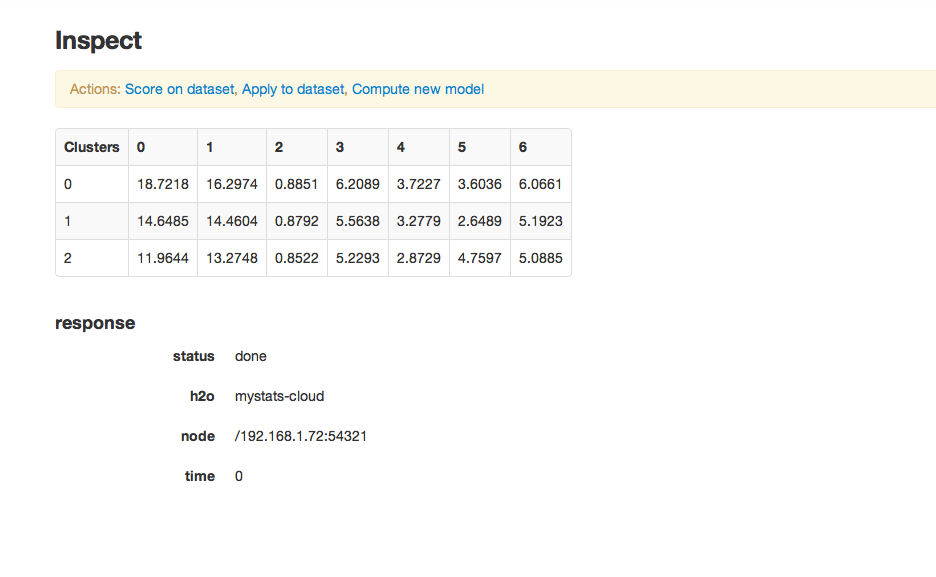 Inspect
Actions: Score on dataset, Apply to dataset, Compute new model
Clusters 0 1 2 3 4 5 6
0 18.7218 16.2974 0.8851 6.2089 3.7227 3.6036 6.0661
1 14.6485 14.4604 0.8792 5.5638 3.2779 2.6489 5.1923
2 11.9644 13.2748 0.8522 5.2293 2.8729 4.7597 5.0885
response
status done
h2o mystats-cloud
node /192.168.1.72:54321
time 0